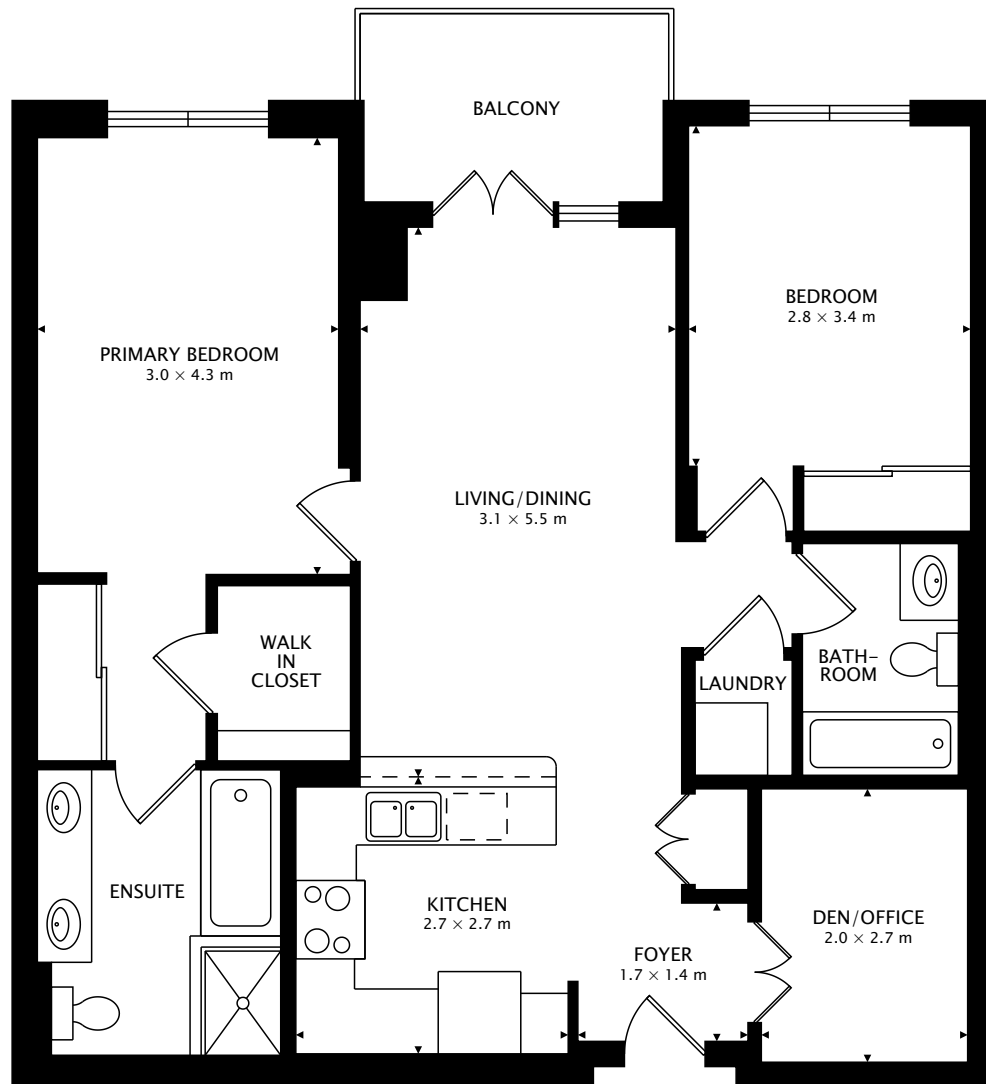 BALCONY
BEDROOM
2.8 × 3.4 m
PRIMARY BEDROOM
3.0 × 4.3 m
LIVING/DINING
3.1 × 5.5 m
WALK
IN
CLOSET
BATH-
ROOM
LAUNDRY
ENSUITE
KITCHEN
2.7 × 2.7 m
DEN/OFFICE
2.0 × 2.7 m
FOYER
1.7 × 1.4 m